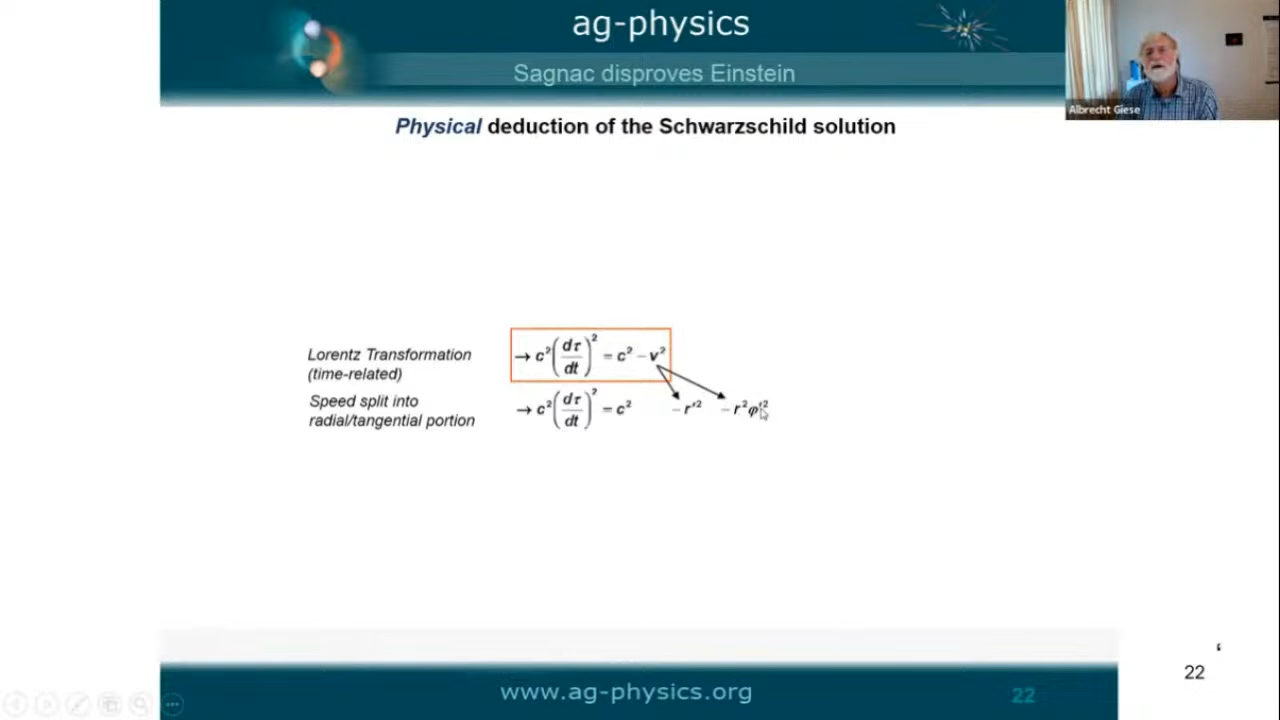 ag-physics
Sagnac disproves Einstein
Albrecht Giese
Physical deduction of the Schwarzschild solution
Lorentz Transformation
(time-related)
→ c²(dτ/dt)² = c² − v²
Speed split into
radial/tangential portion
→ c²(dτ/dt)² = c² − r'² − r²φ'²
22
www.ag-physics.org
22